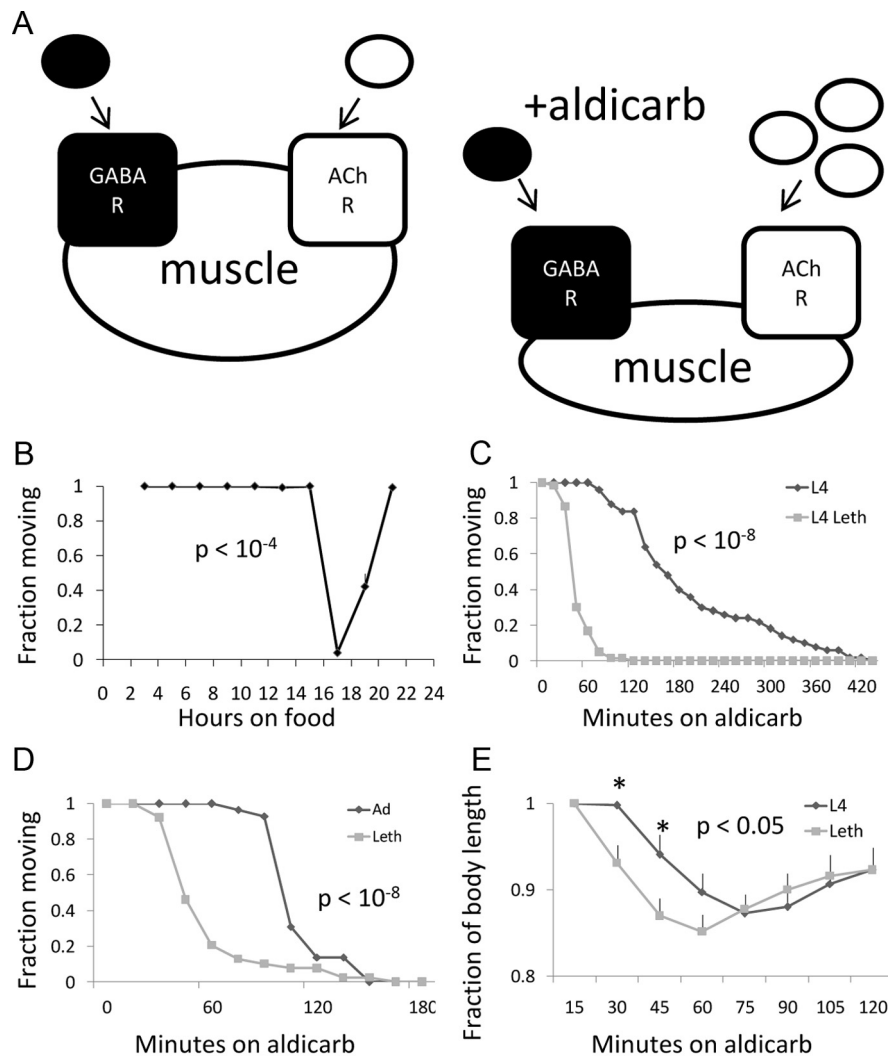 A
GABA
R
ACh
R
muscle
+aldicarb
GABA
R
ACh
R
muscle
B
Fraction moving
1
0.8
0.6
0.4
0.2
0
p < 10-4
0 2 4 6 8 10 12 14 16 18 20 22 24
Hours on food
C
Fraction moving
1
0.8
0.6
0.4
0.2
0
L4
L4 Leth
p < 10-8
0 60 120 180 240 300 360 420
Minutes on aldicarb
D
Fraction moving
1
0.8
0.6
0.4
0.2
0
Ad
Leth
p < 10-8
0 60 120 180
Minutes on aldicarb
E
Fraction of body length
1
0.9
0.8
*
*
p < 0.05
L4
Leth
15 30 45 60 75 90 105 120
Minutes on aldicarb